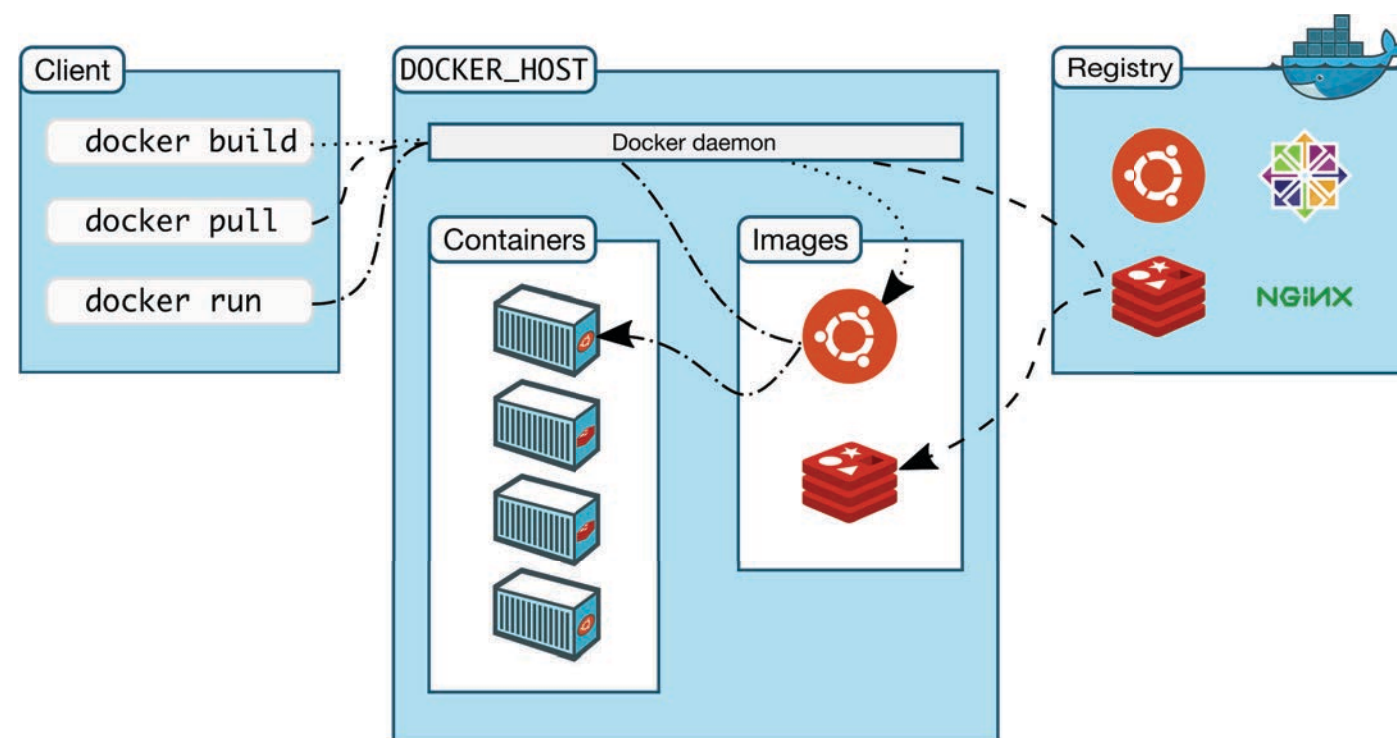 Client
docker build
docker pull
docker run
DOCKER_HOST
Docker daemon
Containers
Images
Registry
NGiNX